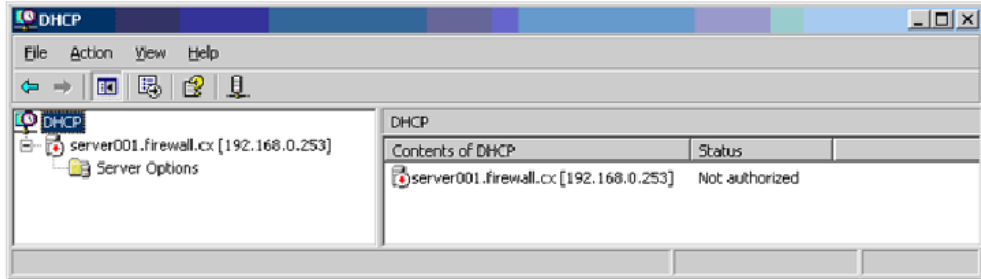 DHCP
File Action View Help
DHCP
server001.firewall.cx [192.168.0.253]
Server Options
DHCP
Contents of DHCP Status
server001.firewall.cx [192.168.0.253] Not authorized